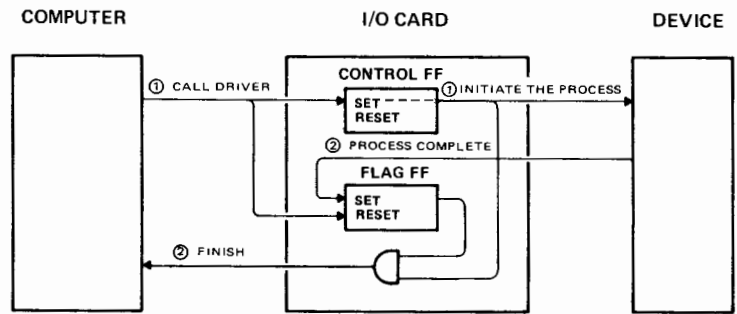 COMPUTER
I/O CARD
DEVICE
CONTROL FF
① CALL DRIVER
① INITIATE THE PROCESS
SET
RESET
② PROCESS COMPLETE
FLAG FF
SET
RESET
② FINISH